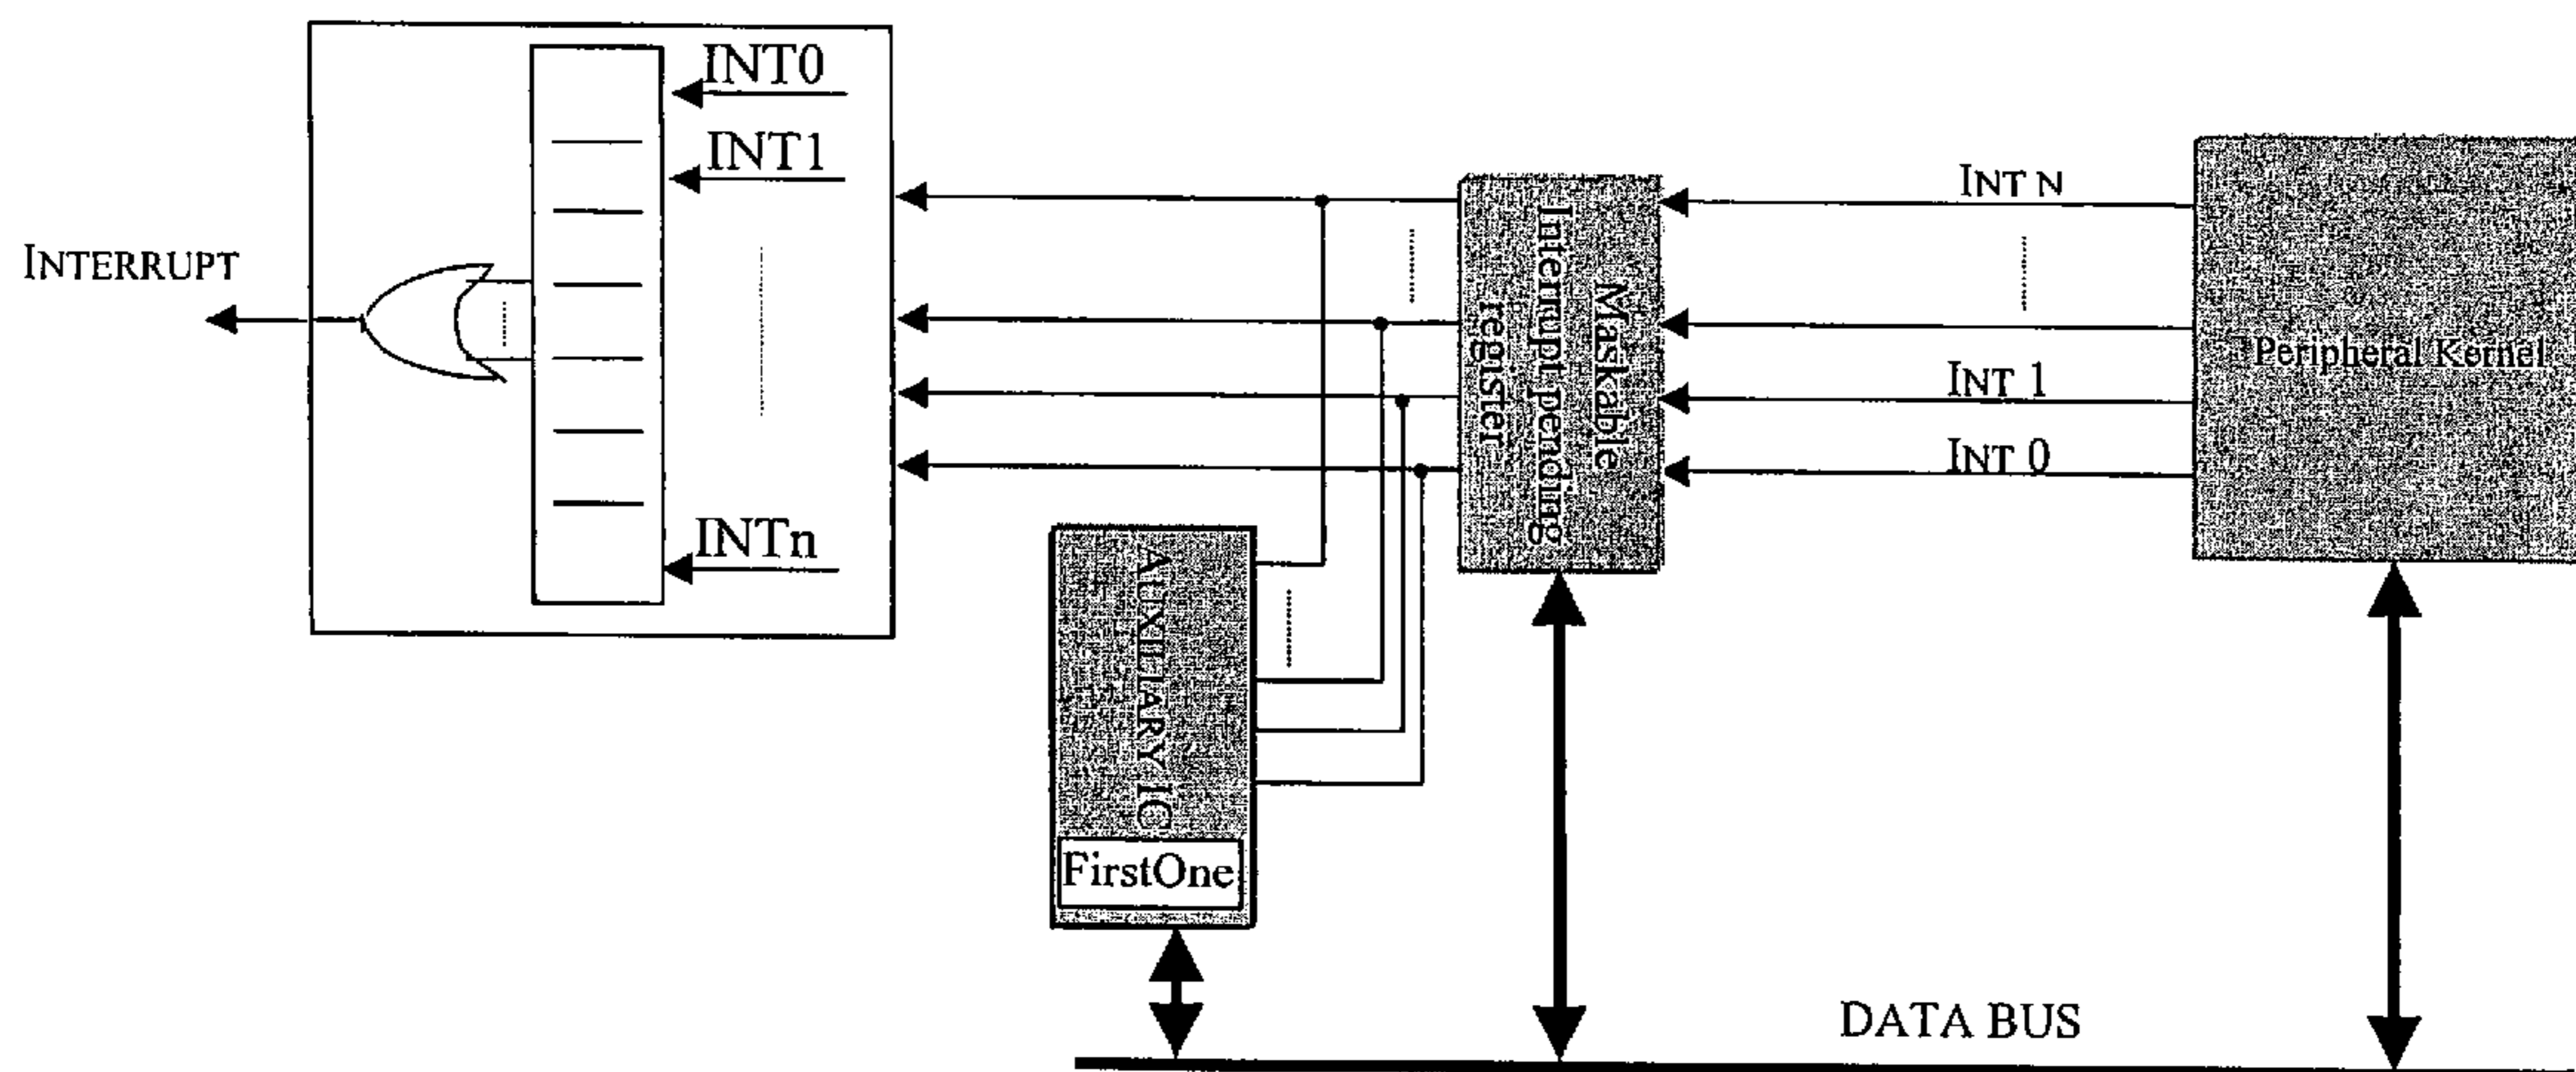 INT0
INT1
INTERRUPT
INTn
Maskable
Interrupt pending
register
INT N
INT 1
INT 0
Peripheral Kernel
AUXILIARY IC
FirstOne
DATA BUS